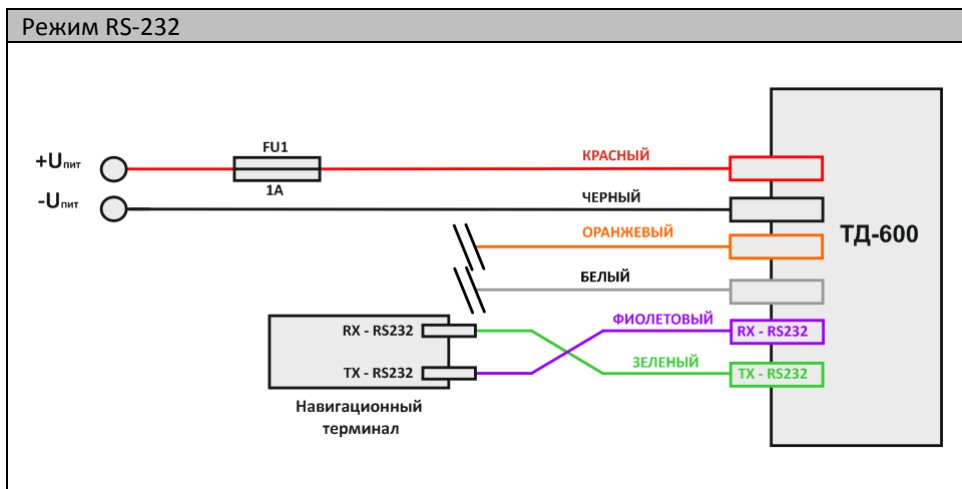 Режим RS-232
FU1
+Uпит
КРАСНЫЙ
1А
-Uпит
ЧЕРНЫЙ
ОРАНЖЕВЫЙ
ТД-600
БЕЛЫЙ
ФИОЛЕТОВЫЙ
RX - RS232
RX - RS232
ЗЕЛЕНЫЙ
TX - RS232
TX - RS232
Навигационный
терминал